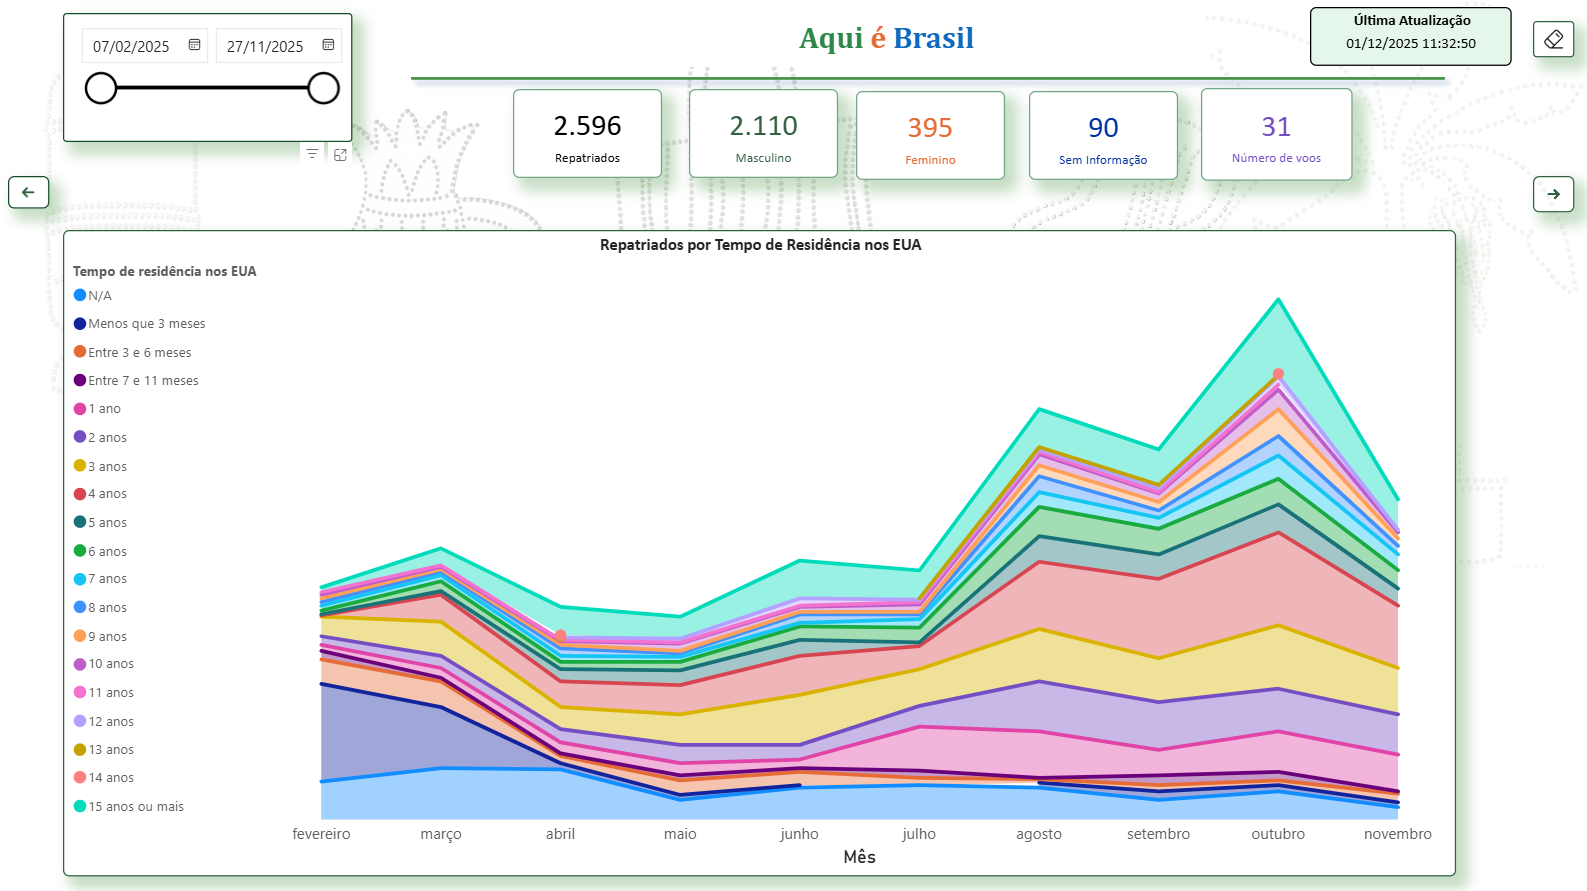 07/02/2025
27/11/2025
Aqui é Brasil
Última Atualização
01/12/2025 11:32:50
2.596
Repatriados
2.110
Masculino
395
Feminino
90
Sem Informação
31
Número de voos
Repatriados por Tempo de Residência nos EUA
Tempo de residência nos EUA
N/A
Menos que 3 meses
Entre 3 e 6 meses
Entre 7 e 11 meses
1 ano
2 anos
3 anos
4 anos
5 anos
6 anos
7 anos
8 anos
9 anos
10 anos
11 anos
12 anos
13 anos
14 anos
15 anos ou mais
fevereiro março abril maio junho julho agosto setembro outubro novembro
Mês